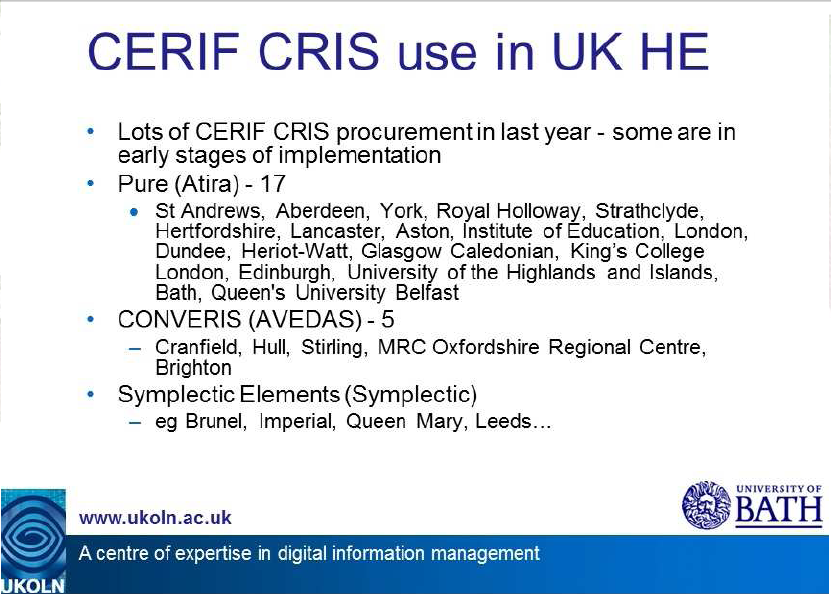 CERIF CRIS use in UK HE
• Lots of CERIF CRIS procurement in last year - some are in
early stages of implementation
• Pure (Atira) - 17
• St Andrews, Aberdeen, York, Royal Holloway, Strathclyde,
Hertfordshire, Lancaster, Aston, Institute of Education, London,
Dundee, Heriot-Watt, Glasgow Caledonian, King's College
London, Edinburgh, University of the Highlands and Islands,
Bath, Queen's University Belfast
• CONVERIS (AVEDAS) - 5
– Cranfield, Hull, Stirling, MRC Oxfordshire Regional Centre,
Brighton
• Symplectic Elements (Symplectic)
– eg Brunel, Imperial, Queen Mary, Leeds…
www.ukoln.ac.uk
UNIVERSITY OF
BATH
A centre of expertise in digital information management
UKOLN